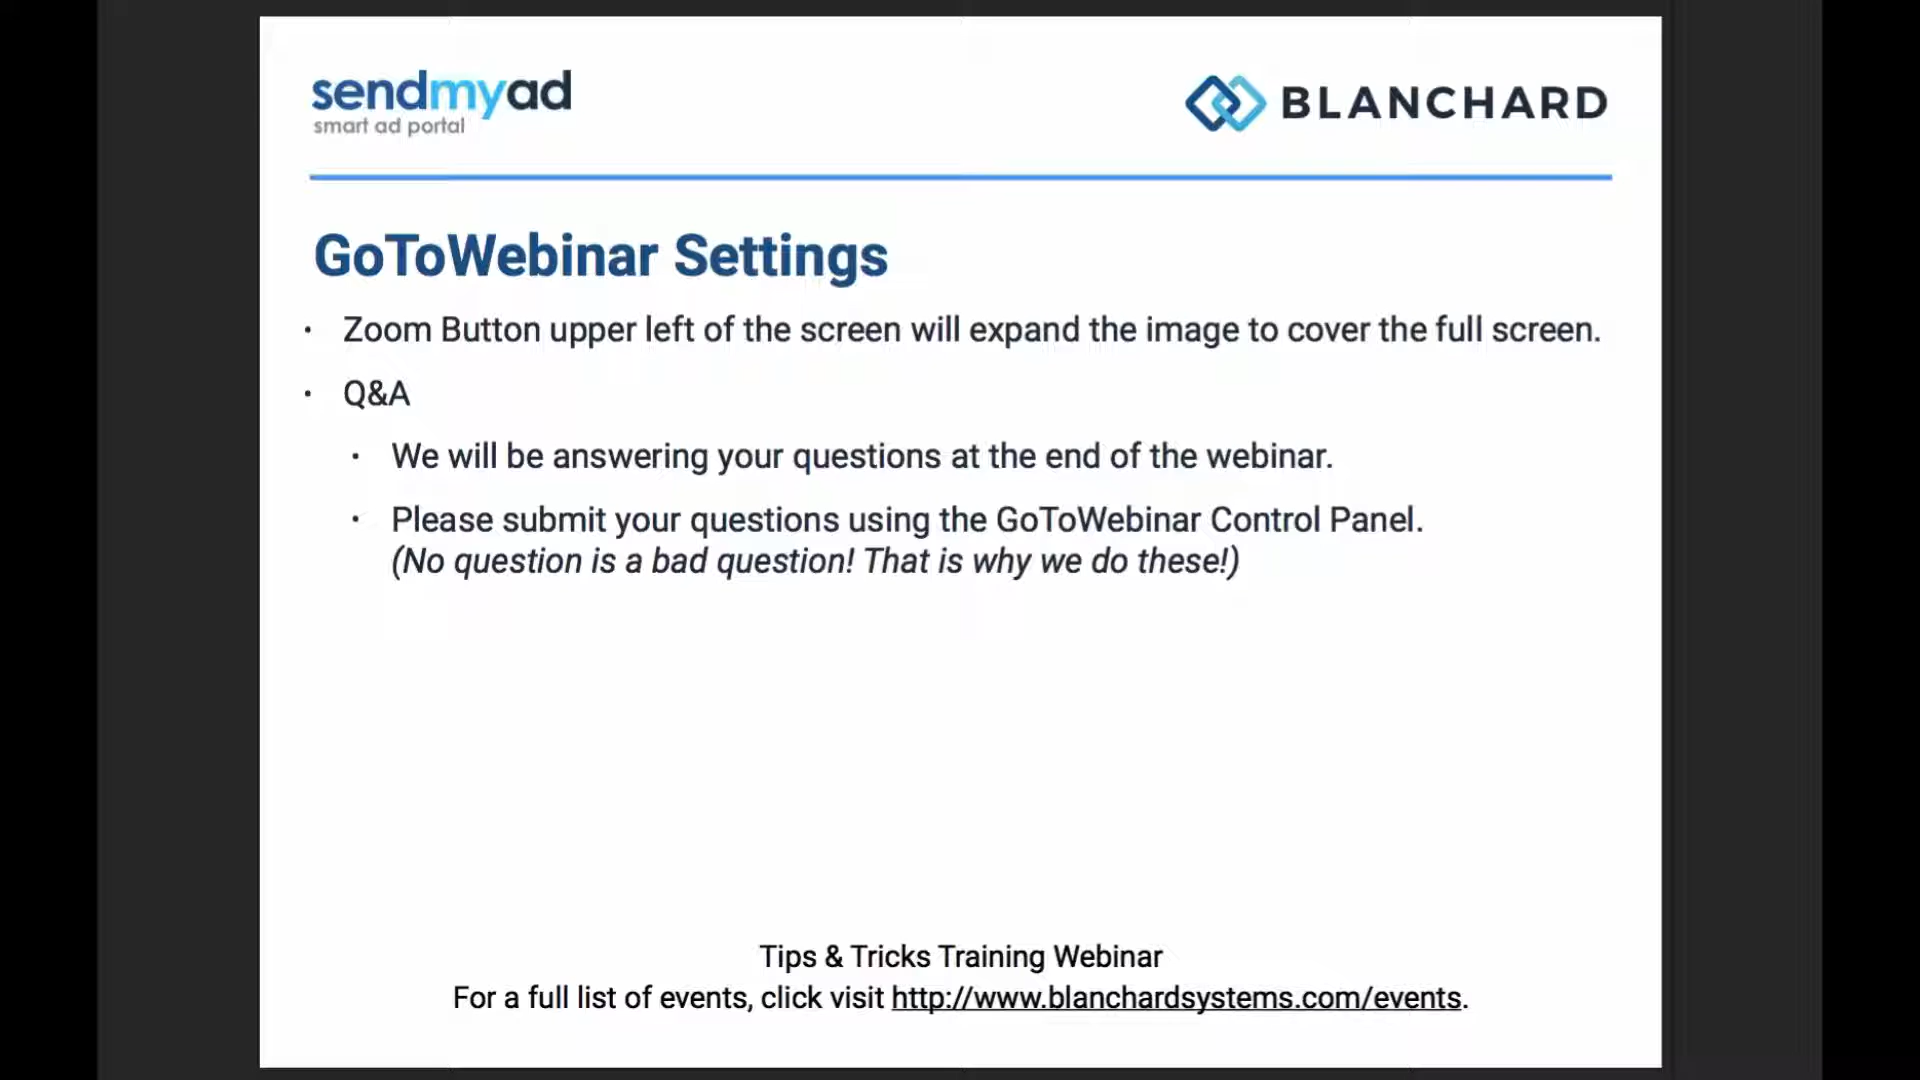 sendmyad
smart ad portal
BLANCHARD
GoToWebinar Settings
· Zoom Button upper left of the screen will expand the image to cover the full screen.
· Q&A
· We will be answering your questions at the end of the webinar.
· Please submit your questions using the GoToWebinar Control Panel.
(No question is a bad question! That is why we do these!)
Tips & Tricks Training Webinar
For a full list of events, click visit http://www.blanchardsystems.com/events.